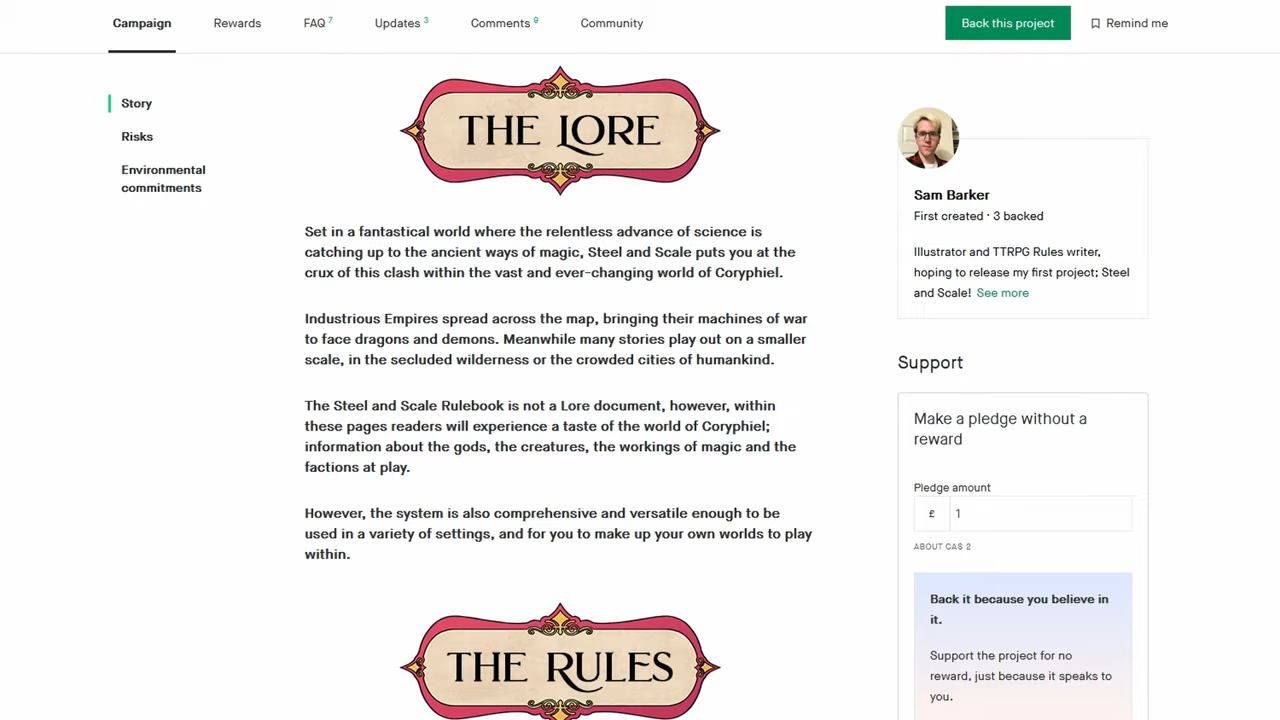 Campaign
Rewards
FAQ 7
Updates 3
Comments 9
Community
Back this project
Remind me
Story
Risks
Environmental
commitments
THE LORE
Set in a fantastical world where the relentless advance of science is
catching up to the ancient ways of magic, Steel and Scale puts you at the
crux of this clash within the vast and ever-changing world of Coryphiel.
Industrious Empires spread across the map, bringing their machines of war
to face dragons and demons. Meanwhile many stories play out on a smaller
scale, in the secluded wilderness or the crowded cities of humankind.
The Steel and Scale Rulebook is not a Lore document, however, within
these pages readers will experience a taste of the world of Coryphiel;
information about the gods, the creatures, the workings of magic and the
factions at play.
However, the system is also comprehensive and versatile enough to be
used in a variety of settings, and for you to make up your own worlds to play
within.
THE RULES
Sam Barker
First created · 3 backed
Illustrator and TTRPG Rules writer,
hoping to release my first project; Steel
and Scale! See more
Support
Make a pledge without a
reward
Pledge amount
£ 1
ABOUT CA$ 2
Back it because you believe in
it.
Support the project for no
reward, just because it speaks to
you.